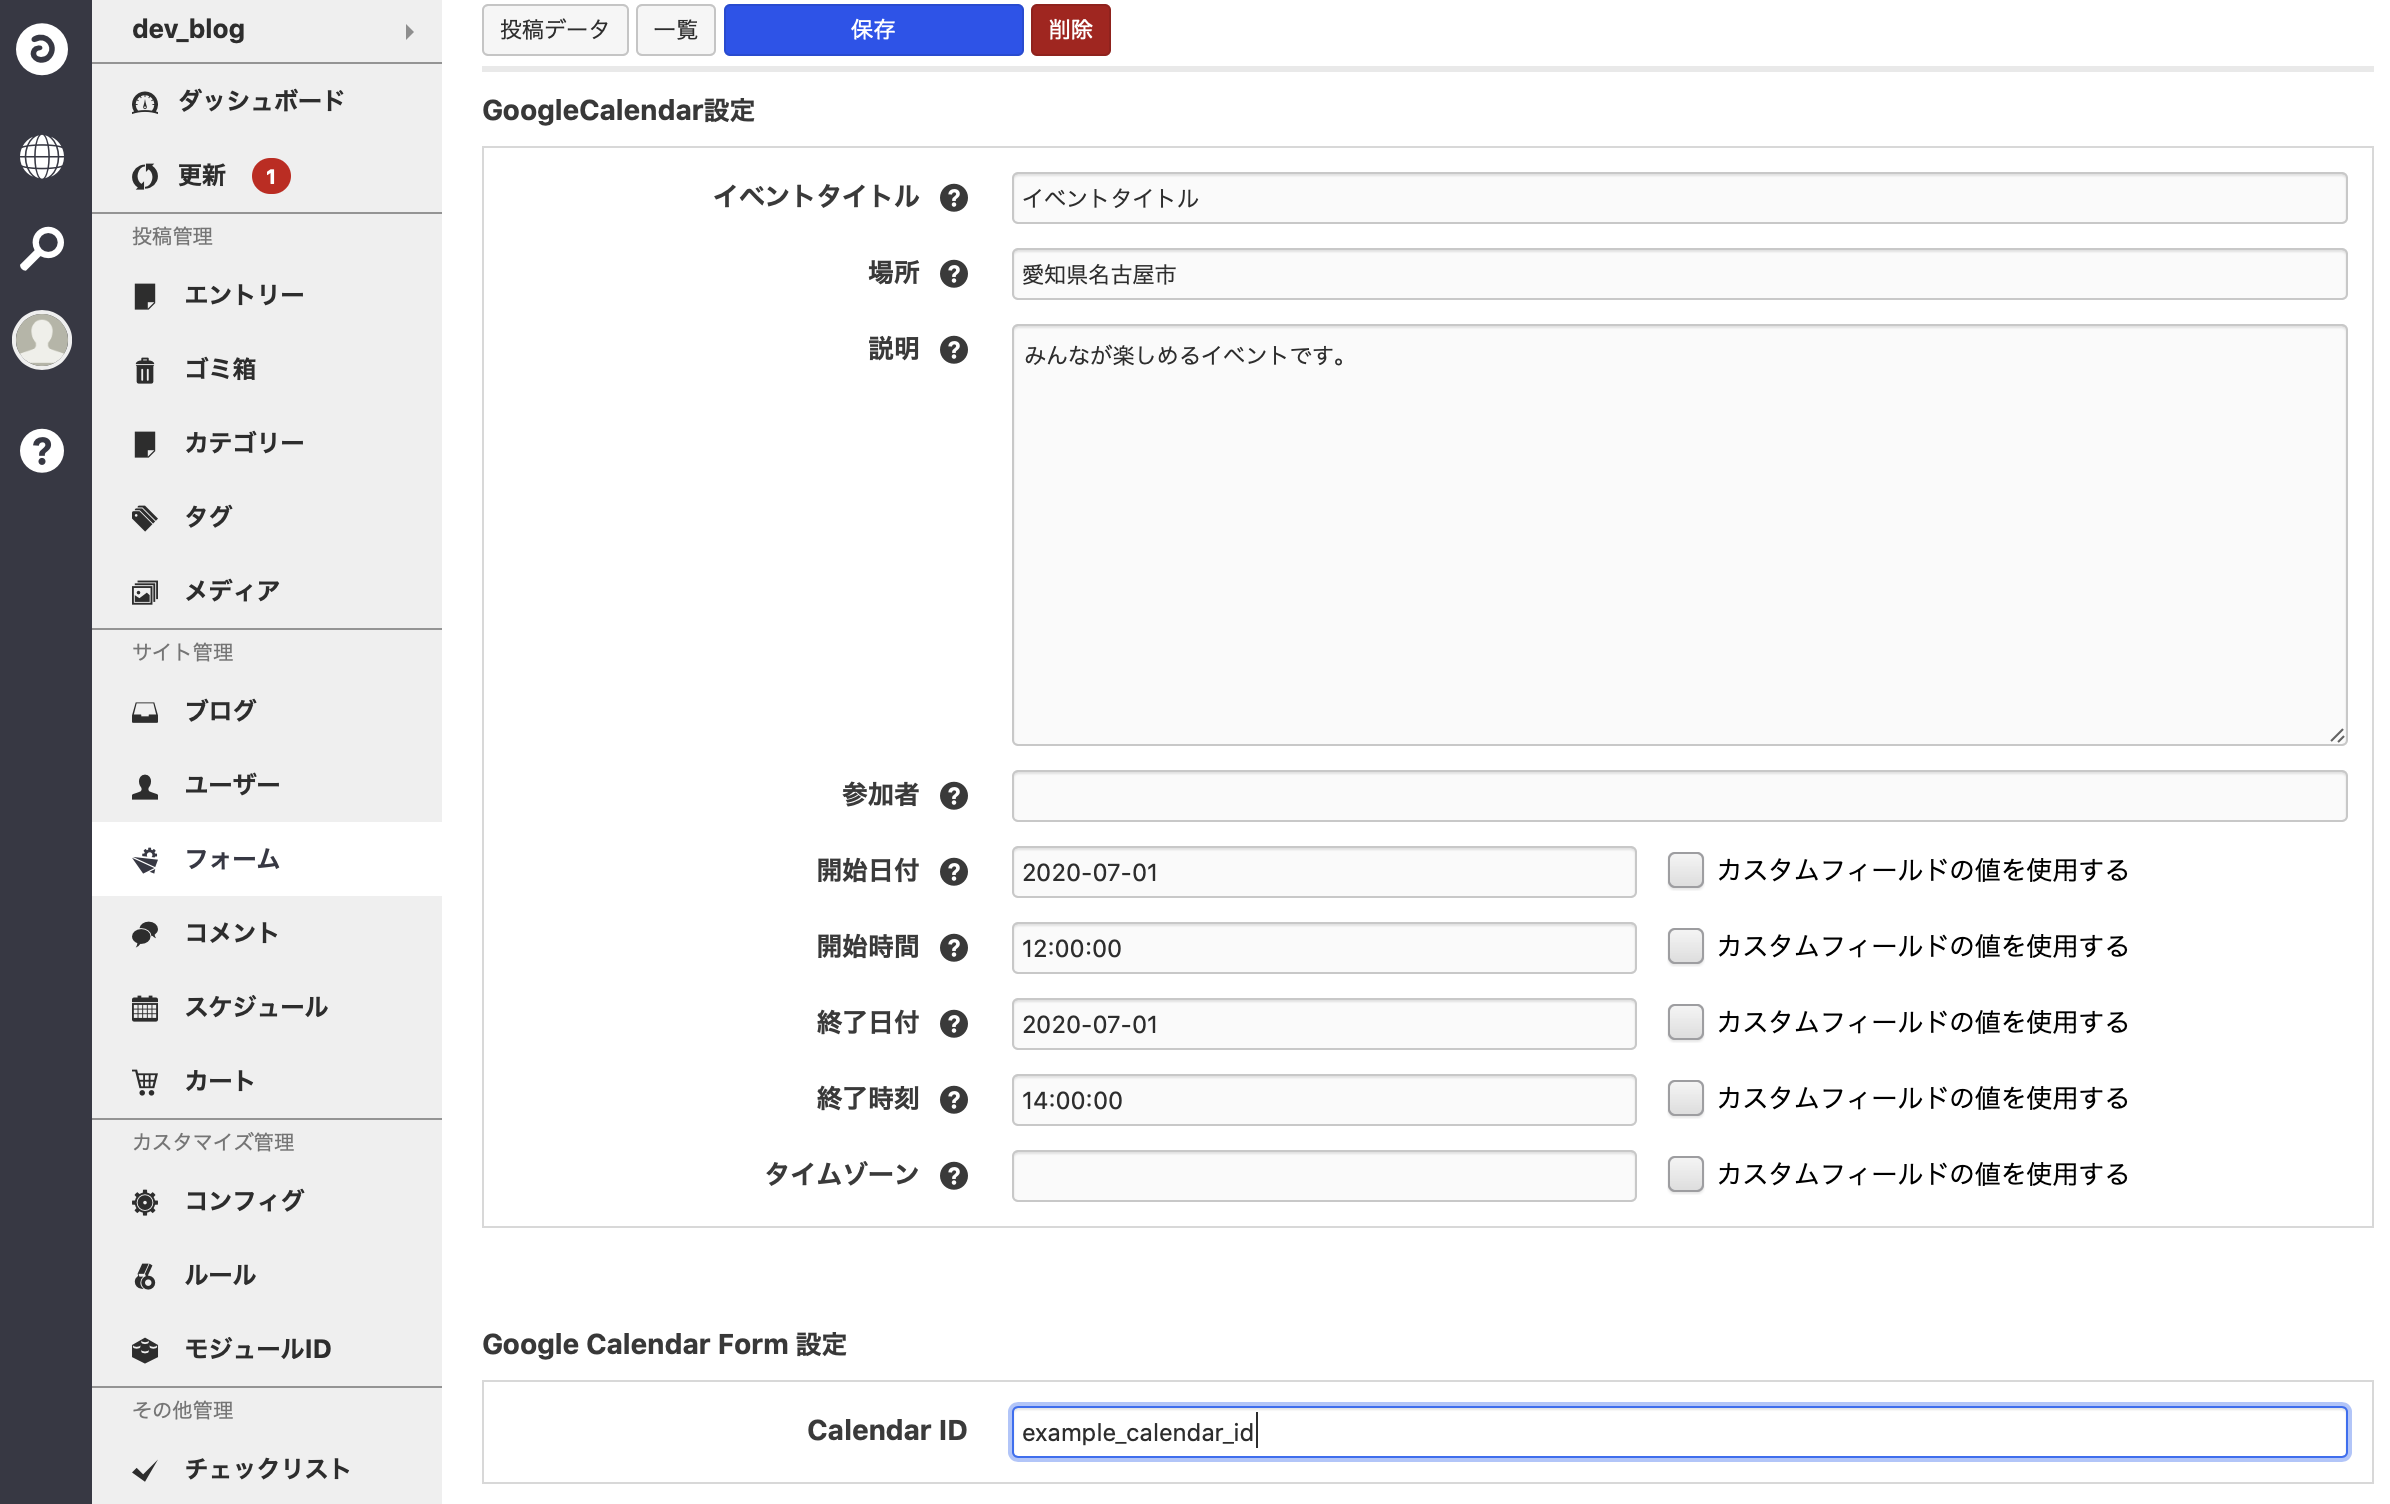 dev_blog
ダッシュボード
更新 1
投稿管理
エントリー
ゴミ箱
カテゴリー
タグ
メディア
サイト管理
ブログ
ユーザー
フォーム
コメント
スケジュール
カート
カスタマイズ管理
コンフィグ
ルール
モジュールID
その他管理
チェックリスト
投稿データ 一覧 保存 削除
GoogleCalendar設定
イベントタイトル ? イベントタイトル
場所 ? 愛知県名古屋市
説明 ? みんなが楽しめるイベントです。
参加者 ?
開始日付 ? 2020-07-01 カスタムフィールドの値を使用する
開始時間 ? 12:00:00 カスタムフィールドの値を使用する
終了日付 ? 2020-07-01 カスタムフィールドの値を使用する
終了時刻 ? 14:00:00 カスタムフィールドの値を使用する
タイムゾーン ? カスタムフィールドの値を使用する
Google Calendar Form 設定
Calendar ID example_calendar_id